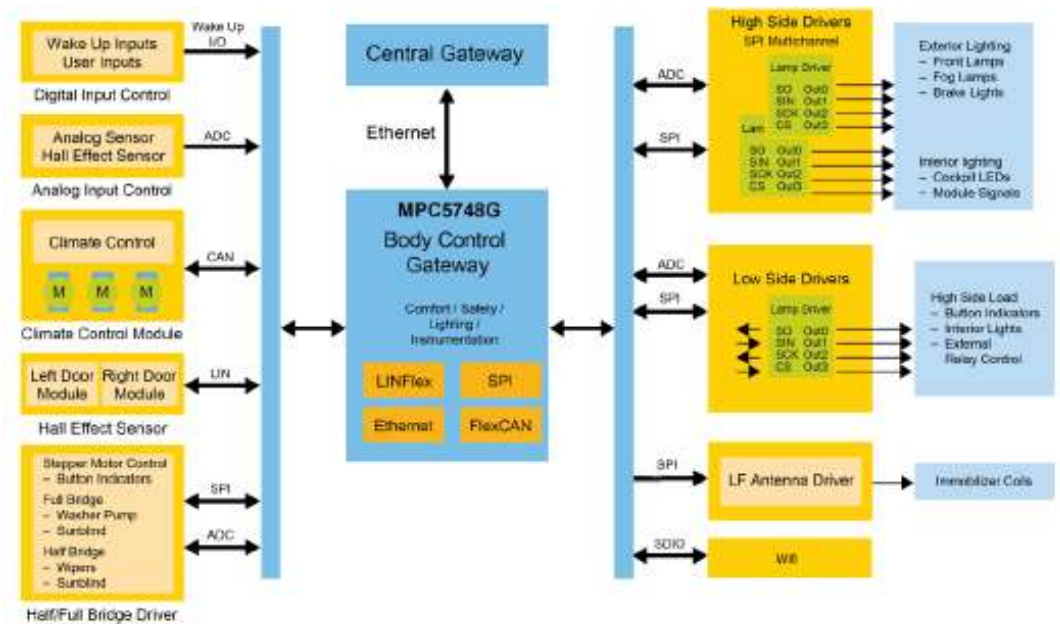 Wake Up Inputs
User Inputs
Digital Input Control
Wake Up
I/O
Analog Sensor
Hall Effect Sensor
Analog Input Control
ADC
Climate Control
M M M
Climate Control Module
CAN
Left Door
Module
Right Door
Module
Hall Effect Sensor
LIN
Stepper Motor Control
– Button Indicators
Full Bridge
– Washer Pump
– Sunblind
Half Bridge
– Wipers
– Sunblind
Half/Full Bridge Driver
SPI
ADC
Central Gateway
Ethernet
MPC5748G
Body Control
Gateway
Comfort / Safety /
Lighting /
Instrumentation
LINFlex
SPI
Ethernet
FlexCAN
ADC
SPI
High Side Drivers
SPI Multichannel
Lamp Driver
SO Out0
SIN Out1
SCK Out2
CS Out3
Lam
SO Out0
SIN Out1
SCK Out2
CS Out3
Exterior Lighting
– Front Lamps
– Fog Lamps
– Brake Lights
Interior lighting
– Cockpit LEDs
– Module Signals
ADC
SPI
Low Side Drivers
Lamp Driver
SO Out0
SIN Out1
SCK Out2
CS Out3
High Side Load
– Button Indicators
– Interior Lights
– External
Relay Control
SPI
LF Antenna Driver
Immobilizer Coils
SDIO
Wifi